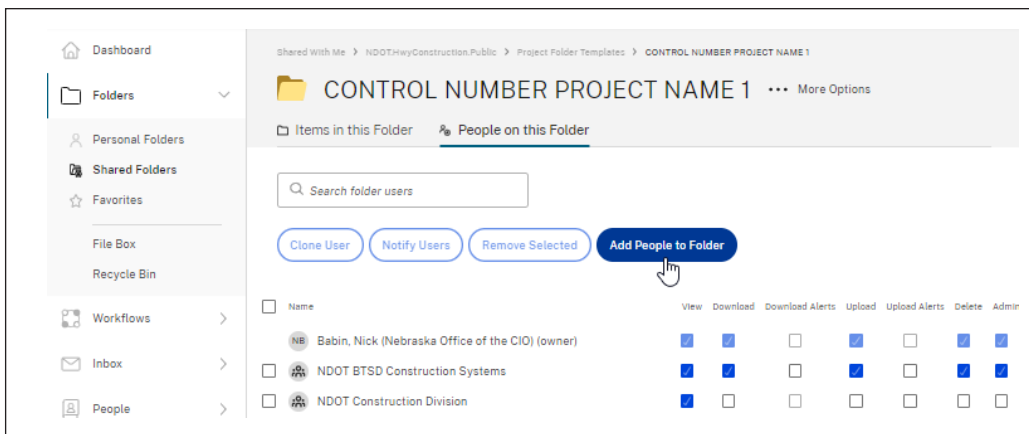 Dashboard
Folders
Personal Folders
Shared Folders
Favorites
File Box
Recycle Bin
Workflows
Inbox
People
Shared With Me > NDOT.HwyConstruction.Public > Project Folder Templates > CONTROL NUMBER PROJECT NAME 1
CONTROL NUMBER PROJECT NAME 1 ••• More Options
Items in this Folder People on this Folder
Search folder users
Clone User Notify Users Remove Selected Add People to Folder
Name View Download Download Alerts Upload Upload Alerts Delete Admin
NB Babin, Nick (Nebraska Office of the CIO) (owner)
NDOT BTSD Construction Systems
NDOT Construction Division